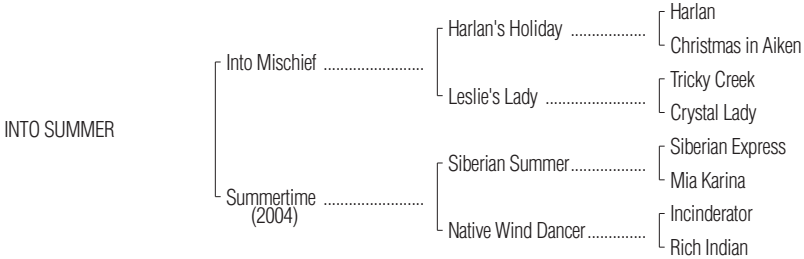 Harlan
Harlan's Holiday ..................
Christmas in Aiken
Into Mischief ........................
Tricky Creek
Leslie's Lady ........................
Crystal Lady
INTO SUMMER
Siberian Express
Siberian Summer..................
Mia Karina
Summertime ........................
(2004)
Incinderator
Native Wind Dancer..............
Rich Indian